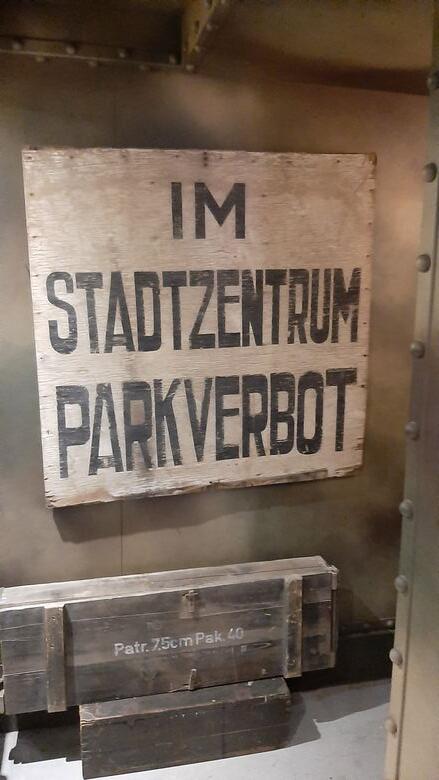 IM
STADTZENTRUM
PARKVERBOT
Patr. 7.5cm Pak. 40